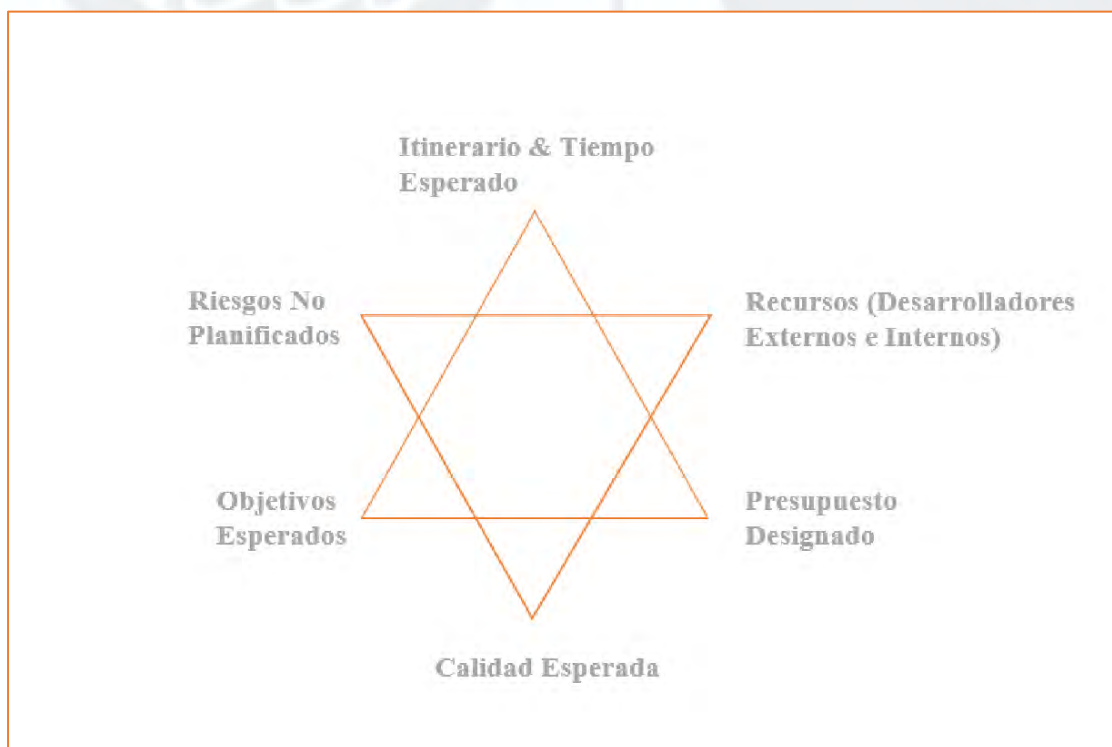 Itinerario & Tiempo
Esperado
Riesgos No
Planificados
Recursos (Desarrolladores
Externos e Internos)
Objetivos
Esperados
Presupuesto
Designado
Calidad Esperada